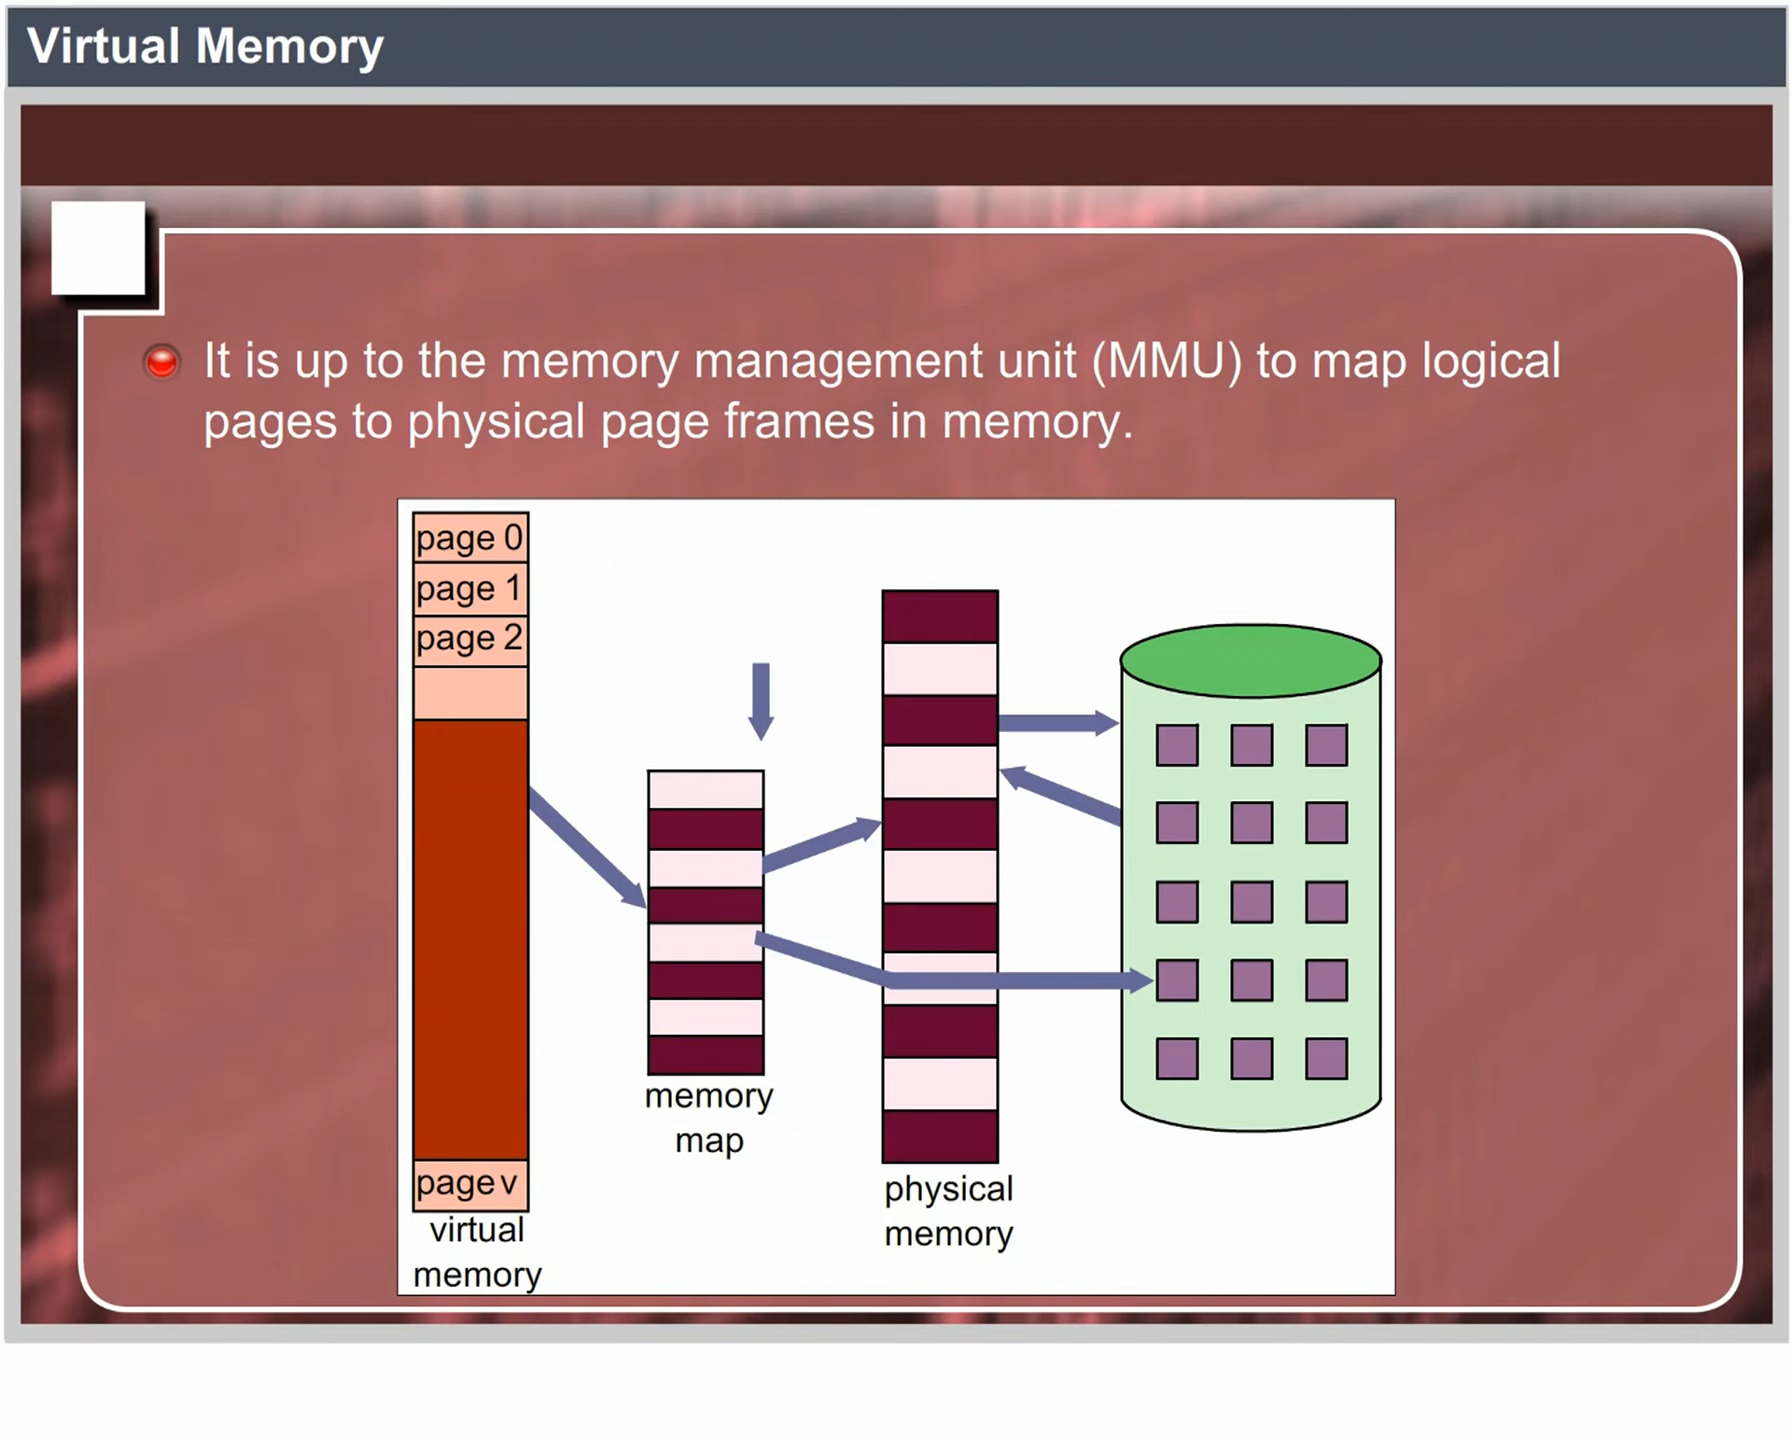 Virtual Memory
It is up to the memory management unit (MMU) to map logical
pages to physical page frames in memory.
page 0
page 1
page 2
page v
virtual
memory
memory
map
physical
memory